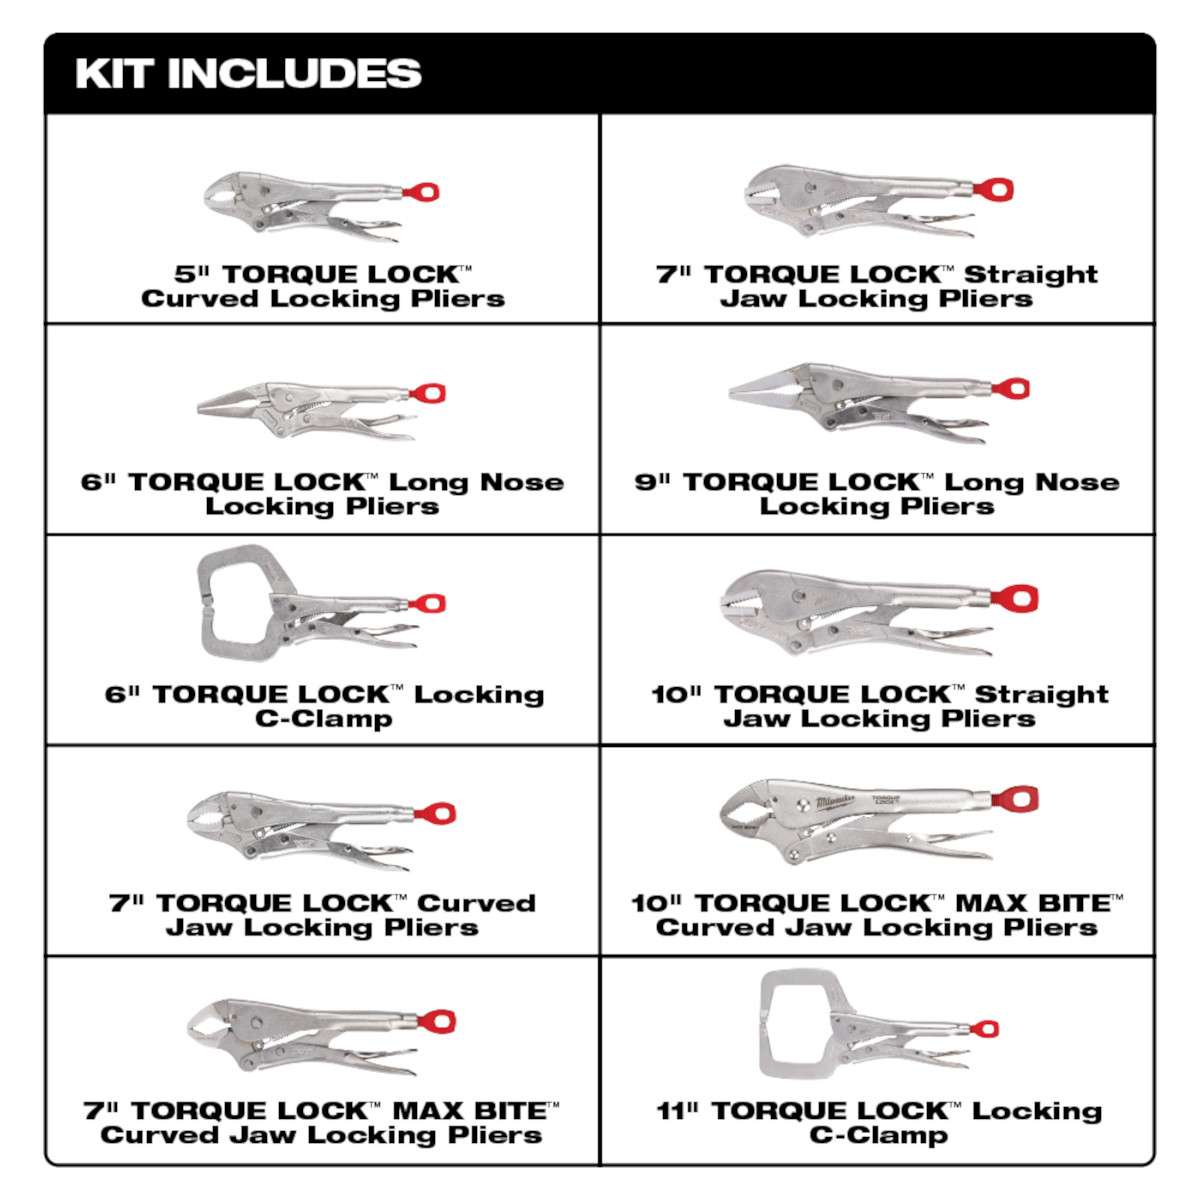 KIT INCLUDES
5" TORQUE LOCK™
Curved Locking Pliers
7" TORQUE LOCK™ Straight
Jaw Locking Pliers
6" TORQUE LOCK™ Long Nose
Locking Pliers
9" TORQUE LOCK™ Long Nose
Locking Pliers
6" TORQUE LOCK™ Locking
C-Clamp
10" TORQUE LOCK™ Straight
Jaw Locking Pliers
7" TORQUE LOCK™ Curved
Jaw Locking Pliers
Milwaukee
TORQUE
LOCK™
10" TORQUE LOCK™ MAX BITE™
Curved Jaw Locking Pliers
7" TORQUE LOCK™ MAX BITE™
Curved Jaw Locking Pliers
11" TORQUE LOCK™ Locking
C-Clamp